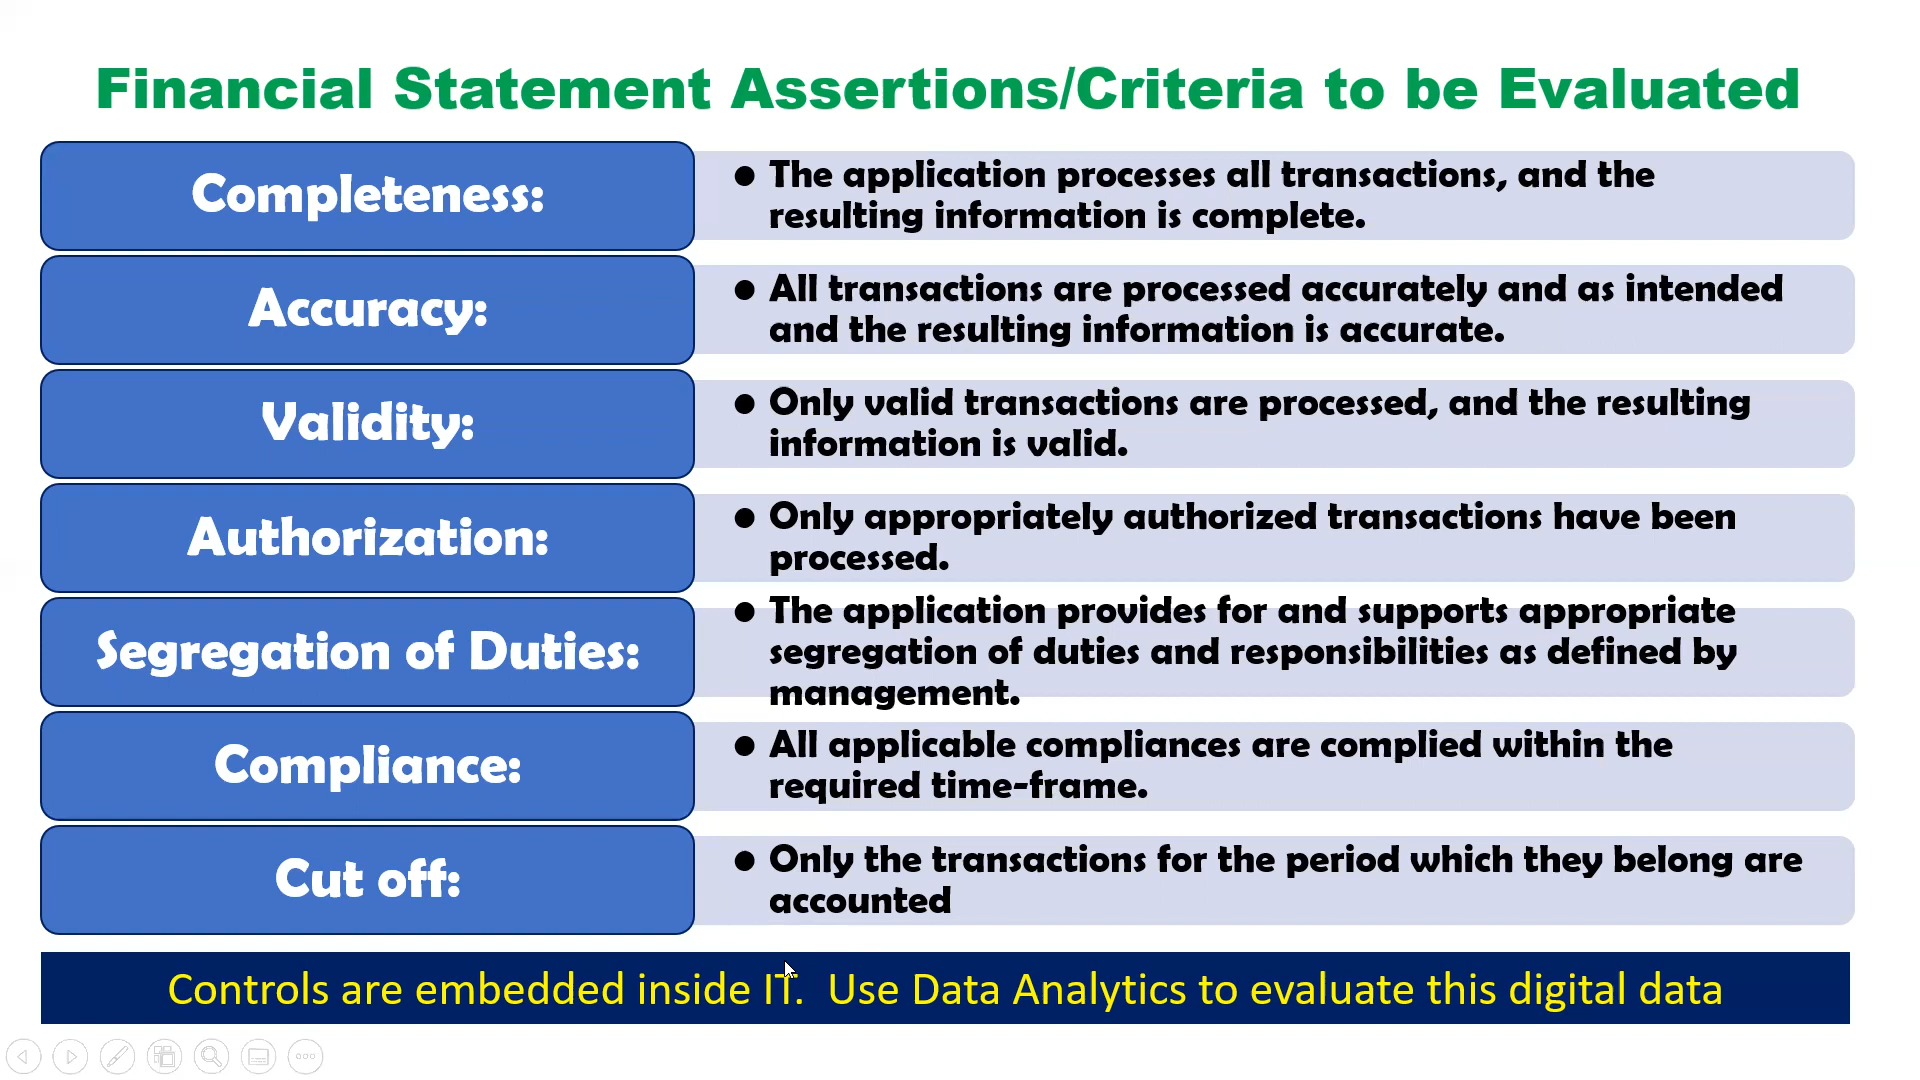 Financial Statement Assertions/Criteria to be Evaluated
Completeness:
• The application processes all transactions, and the
resulting information is complete.
Accuracy:
• All transactions are processed accurately and as intended
and the resulting information is accurate.
Validity:
• Only valid transactions are processed, and the resulting
information is valid.
Authorization:
• Only appropriately authorized transactions have been
processed.
Segregation of Duties:
• The application provides for and supports appropriate
segregation of duties and responsibilities as defined by
management.
Compliance:
• All applicable compliances are complied within the
required time-frame.
Cut off:
• Only the transactions for the period which they belong are
accounted
Controls are embedded inside IT.  Use Data Analytics to evaluate this digital data